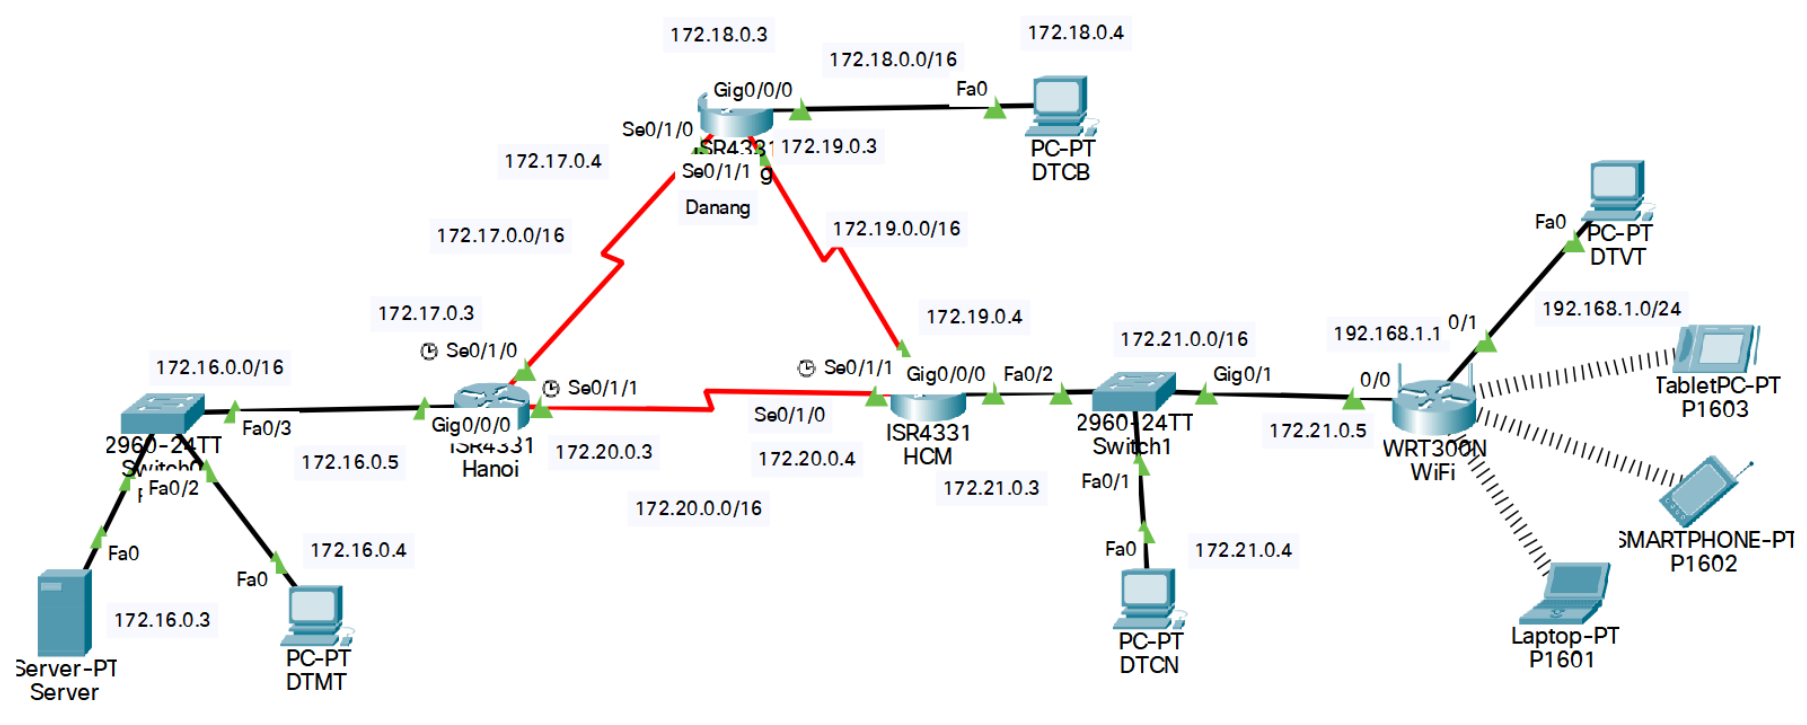 172.18.0.3
172.18.0.4
172.18.0.0/16
Gig0/0/0
Fa0
Se0/1/0
ISR4331
172.19.0.3
PC-PT
DTCB
172.17.0.4
Se0/1/1
g
Danang
172.17.0.0/16
172.19.0.0/16
Fa0
PC-PT
DTVT
172.17.0.3
172.19.0.4
192.168.1.0/24
172.21.0.0/16
192.168.1.1
0/1
Se0/1/0
172.16.0.0/16
Se0/1/1
Se0/1/1
Gig0/0/0
Fa0/2
Gig0/1
0/0
TabletPC-PT
P1603
Fa0/3
Gig0/0/0
Se0/1/0
2960-24TT
Switch0
ISR4331
Hanoi
172.20.0.3
ISR4331
HCM
2960-24TT
Switch1
172.21.0.5
WRT300N
WiFi
172.16.0.5
172.20.0.4
Fa0/2
Fa0/1
172.21.0.3
172.20.0.0/16
SMARTPHONE-PT
P1602
Fa0
172.16.0.4
Fa0
172.21.0.4
Fa0
172.16.0.3
Server-PT
Server
PC-PT
DTMT
PC-PT
DTCN
Laptop-PT
P1601